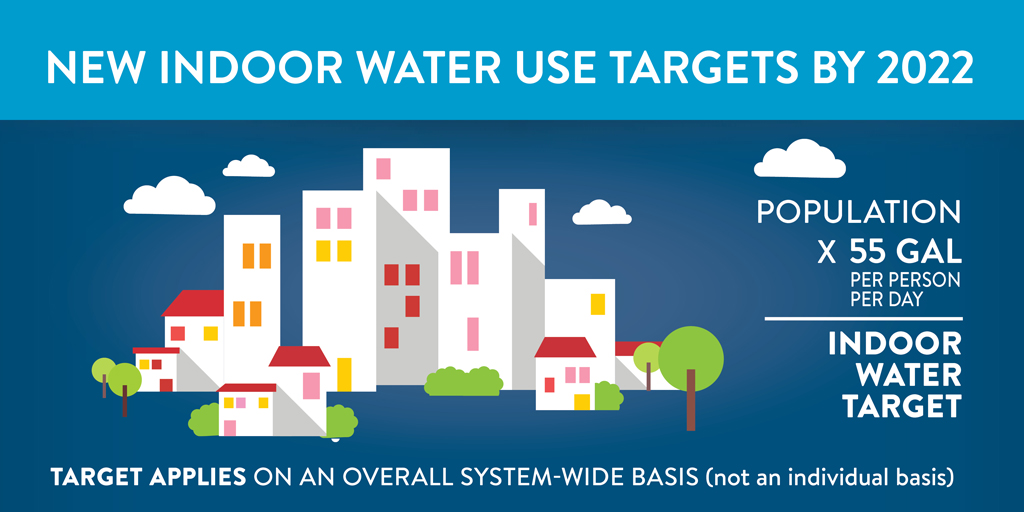 NEW INDOOR WATER USE TARGETS BY 2022
POPULATION
X 55 GAL
PER PERSON
PER DAY
INDOOR
WATER
TARGET
TARGET APPLIES ON AN OVERALL SYSTEM-WIDE BASIS (not an individual basis)